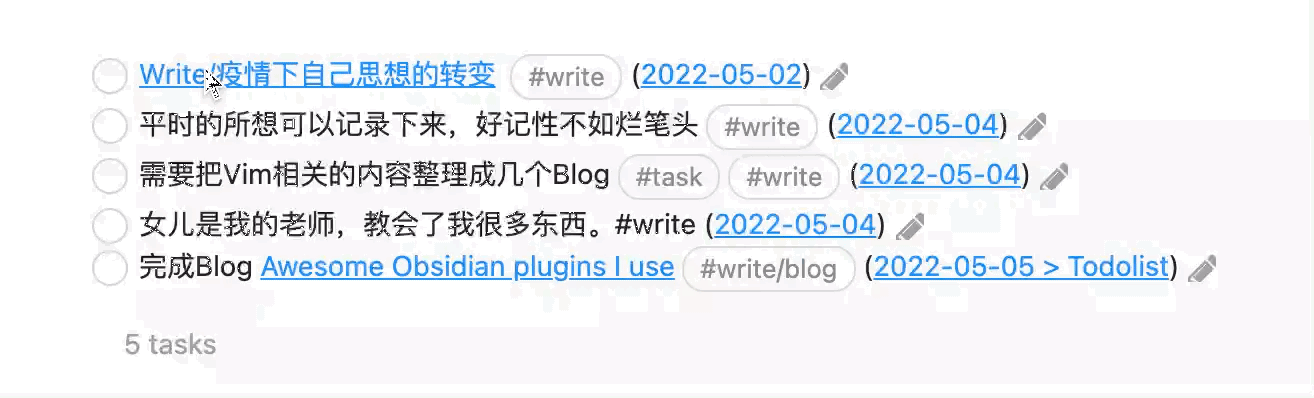 Write/疫情下自己思想的转变 #write (2022-05-02)
平时的所想可以记录下来，好记性不如烂笔头 #write (2022-05-04)
需要把Vim相关的内容整理成几个Blog #task #write (2022-05-04)
女儿是我的老师，教会了我很多东西。#write (2022-05-04)
完成Blog Awesome Obsidian plugins I use #write/blog (2022-05-05 > Todolist)
5 tasks